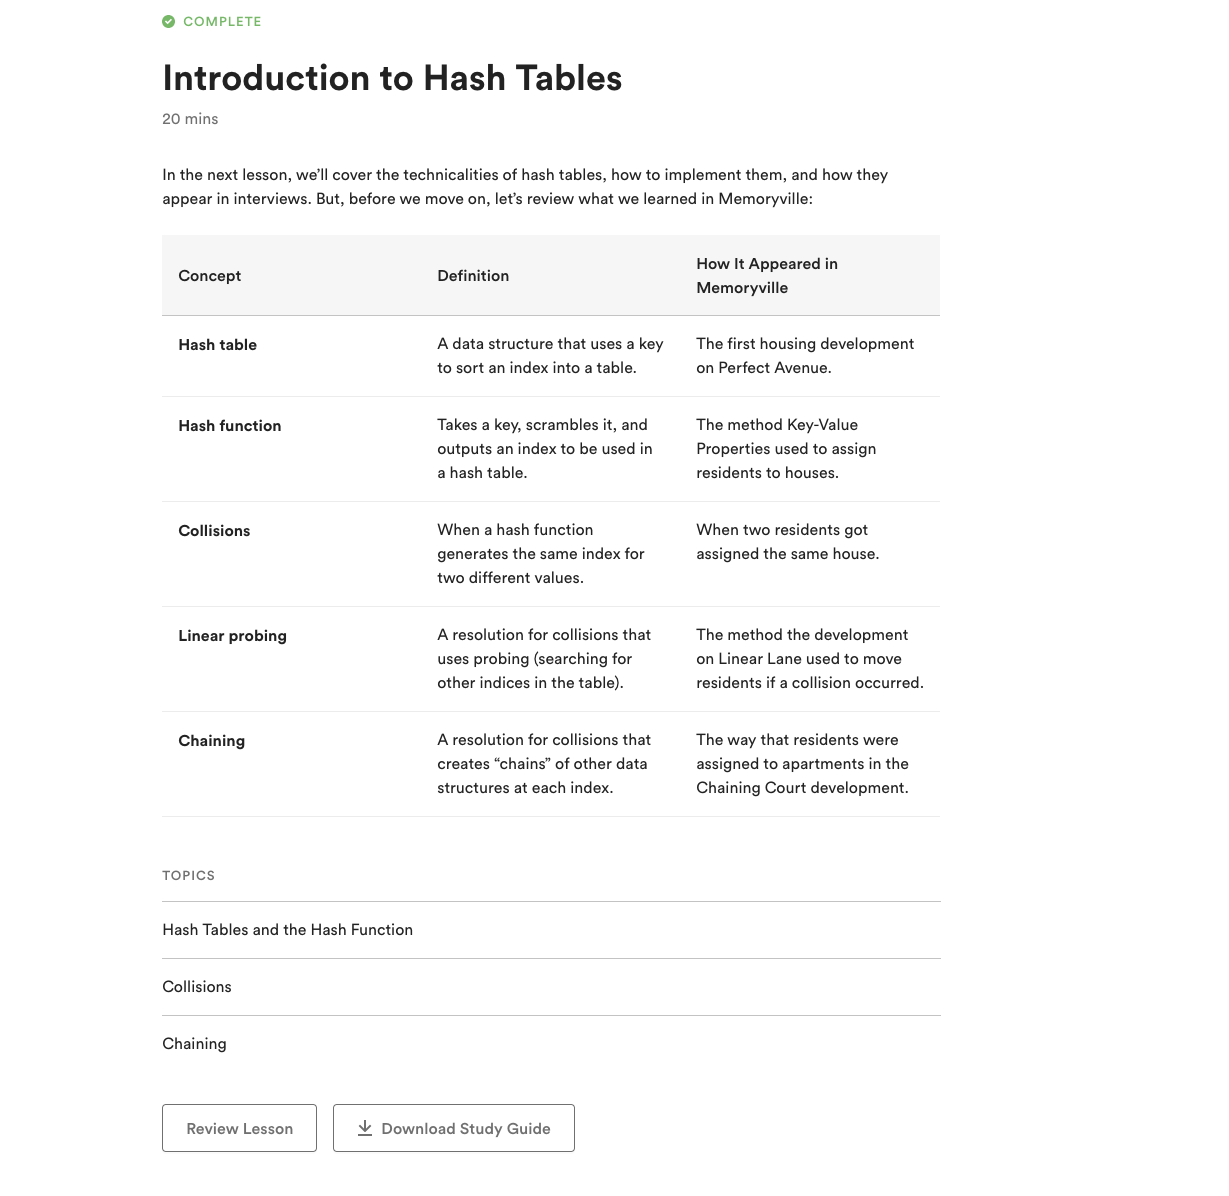 COMPLETE
Introduction to Hash Tables
20 mins
In the next lesson, we’ll cover the technicalities of hash tables, how to implement them, and how they
appear in interviews. But, before we move on, let’s review what we learned in Memoryville:
Concept
Definition
How It Appeared in
Memoryville
Hash table
A data structure that uses a key
to sort an index into a table.
The first housing development
on Perfect Avenue.
Hash function
Takes a key, scrambles it, and
outputs an index to be used in
a hash table.
The method Key-Value
Properties used to assign
residents to houses.
Collisions
When a hash function
generates the same index for
two different values.
When two residents got
assigned the same house.
Linear probing
A resolution for collisions that
uses probing (searching for
other indices in the table).
The method the development
on Linear Lane used to move
residents if a collision occurred.
Chaining
A resolution for collisions that
creates “chains” of other data
structures at each index.
The way that residents were
assigned to apartments in the
Chaining Court development.
TOPICS
Hash Tables and the Hash Function
Collisions
Chaining
Review Lesson
Download Study Guide